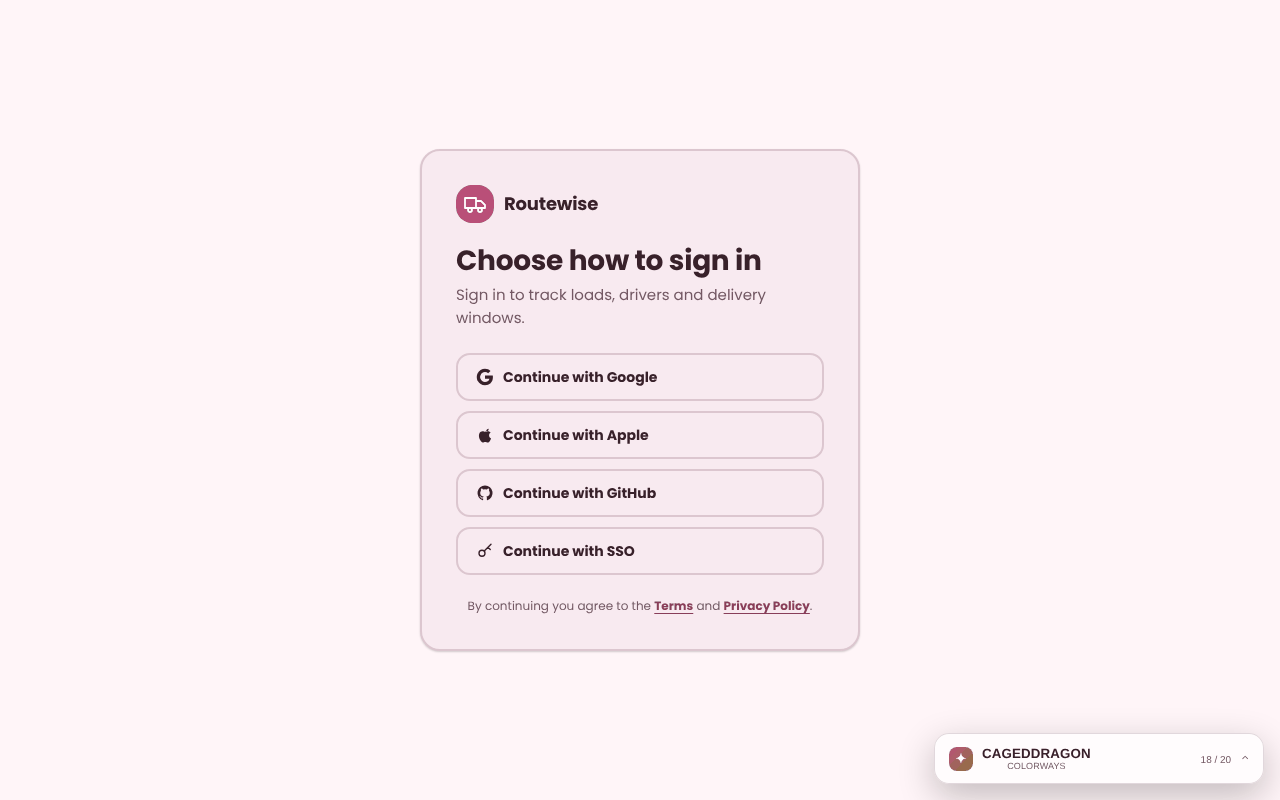 Routewise
Choose how to sign in
Sign in to track loads, drivers and delivery
windows.
Continue with Google
Continue with Apple
Continue with GitHub
Continue with SSO
By continuing you agree to the Terms and Privacy Policy.
CAGEDDRAGON
COLORWAYS
18 / 20